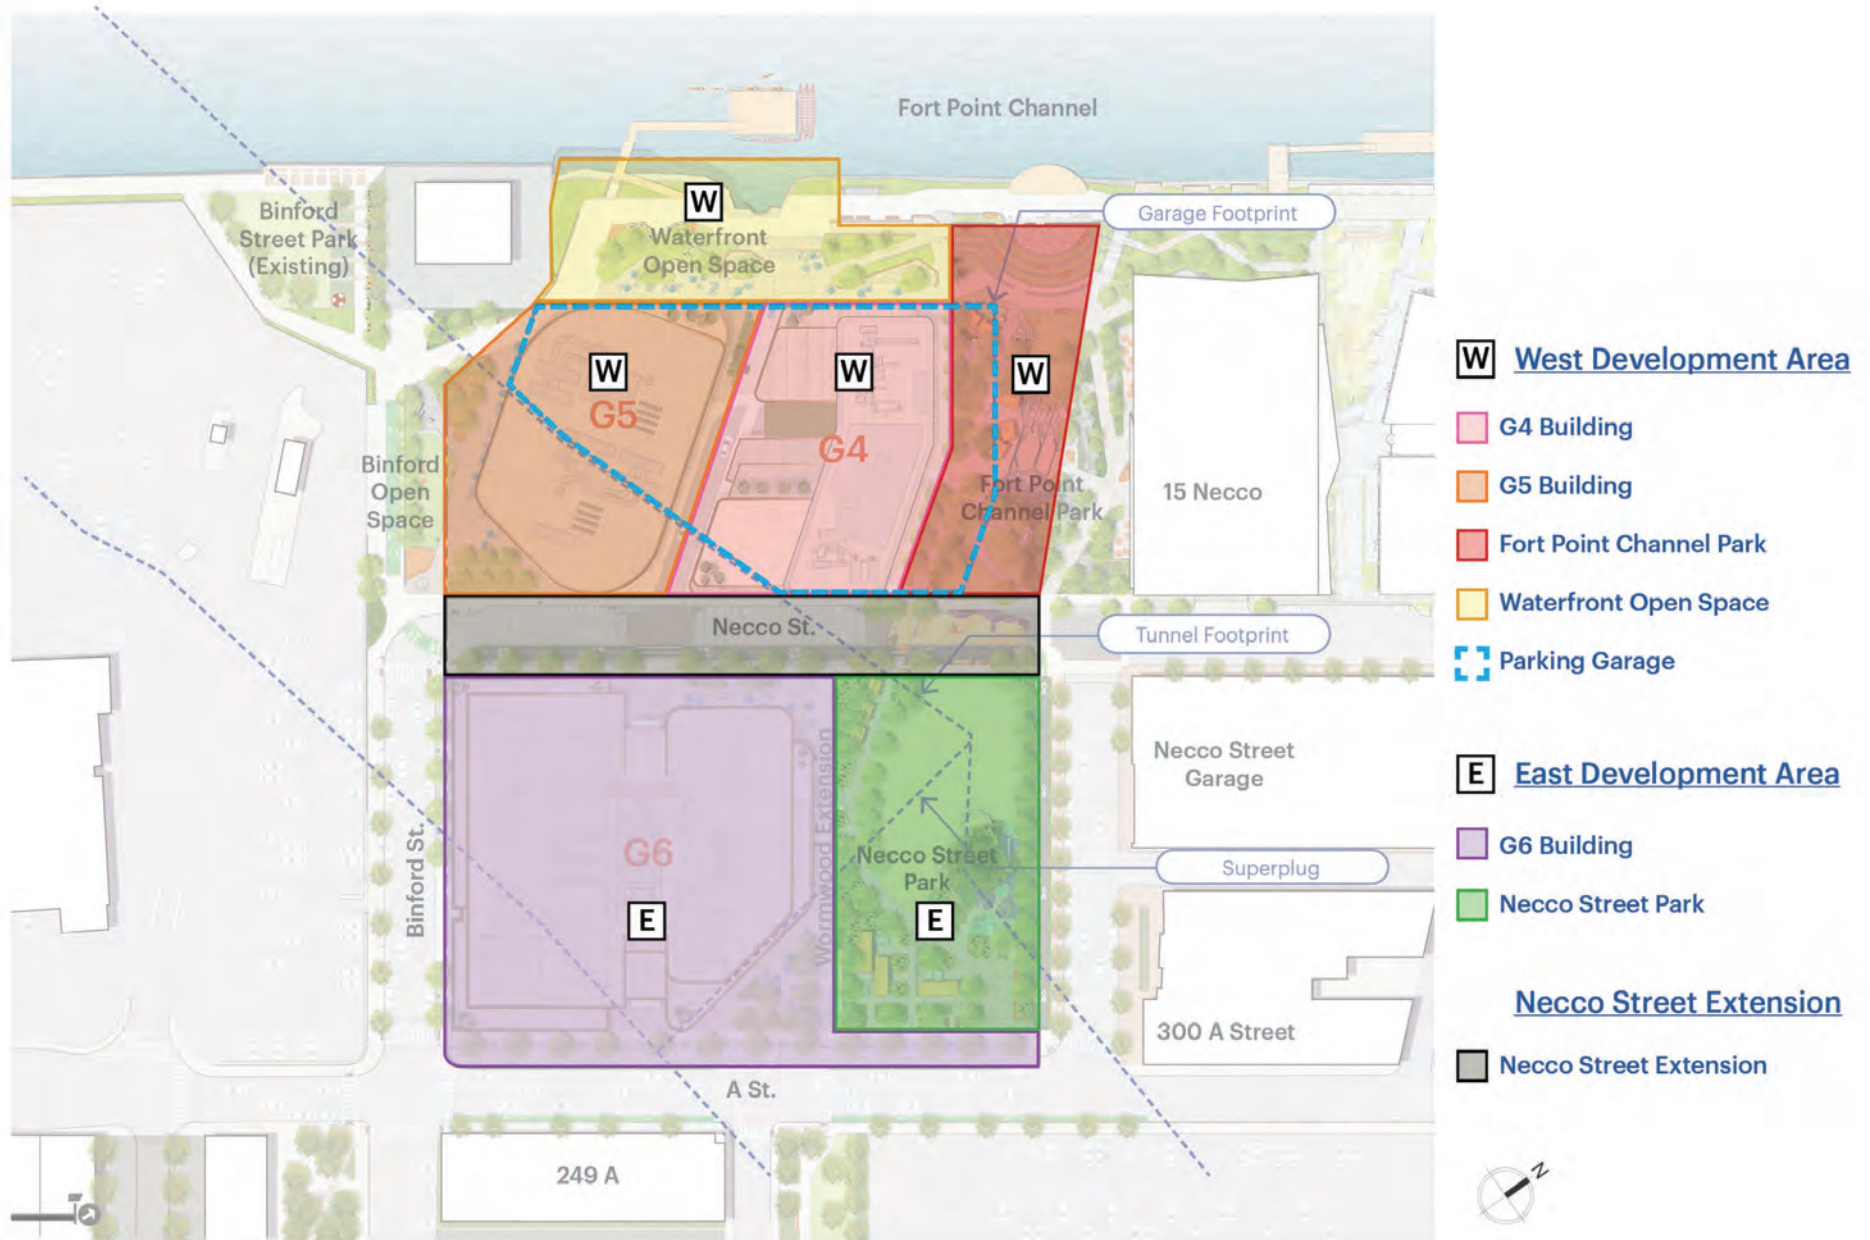 Fort Point Channel
W
Garage Footprint
Binford
Street Park
(Existing)
Waterfront
Open Space
W
W
W
G5
G4
Binford
Open
Space
Fort Point
Channel Park
15 Necco
Necco St.
Tunnel Footprint
Wormwood Extension
Necco Street
Garage
G6
Binford St.
Necco Street
Park
Superplug
E
E
300 A Street
A St.
249 A
W West Development Area
G4 Building
G5 Building
Fort Point Channel Park
Waterfront Open Space
Parking Garage
E East Development Area
G6 Building
Necco Street Park
Necco Street Extension
Necco Street Extension
N